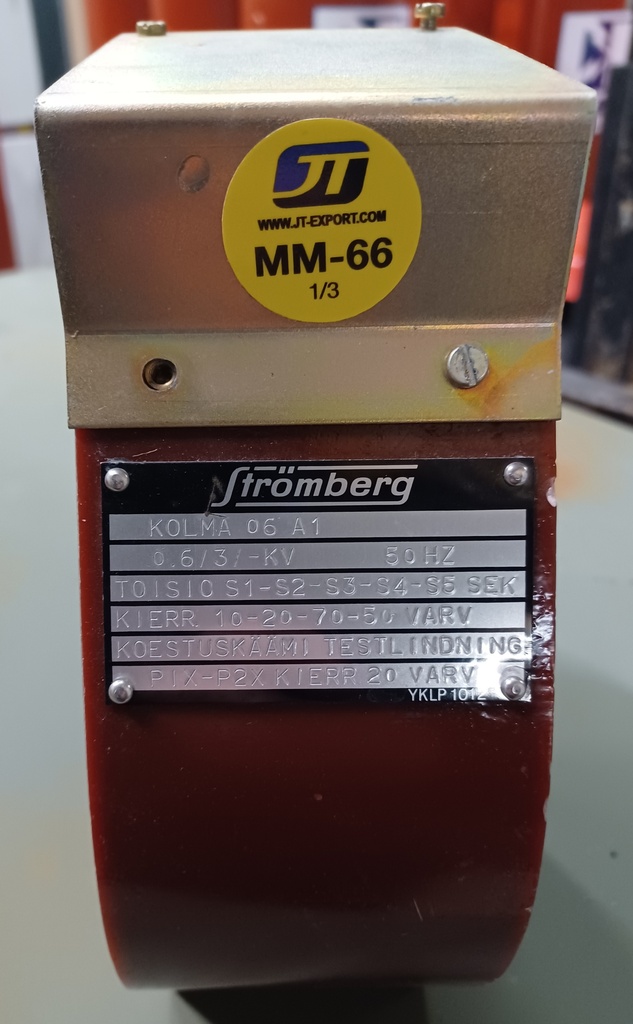 JT
WWW.JT-EXPORT.COM
MM-66
1/3
Strömberg
KOLMA 06 A1
0.6/3/-KV 50 HZ
TOISIO S1-S2-S3-S4-S5 SEK
KIERR. 10-20-70-50 VARV
KOESTUSKÄÄMI TESTLINDNING
P1X-P2X KIERR 20 VARV
YKLP 1012